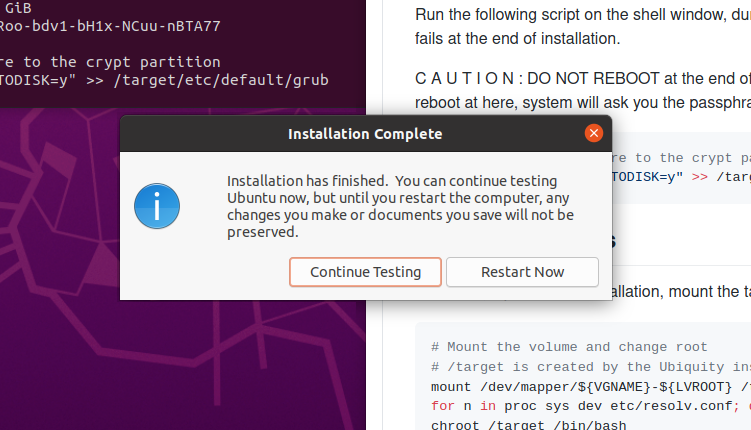 GiB
Roo-bdv1-bH1x-NCuu-nBTA77
re to the crypt partition
TODISK=y" >> /target/etc/default/grub
Run the following script on the shell window, du
fails at the end of installation.
C A U T I O N : DO NOT REBOOT at the end of
reboot at here, system will ask you the passphra
Installation Complete
Installation has finished. You can continue testing
Ubuntu now, but until you restart the computer, any
changes you make or documents you save will not be
preserved.
Continue Testing
Restart Now
re to the crypt pa
TODISK=y" >> /targ
s
allation, mount the ta
# Mount the volume and change root
# /target is created by the Ubiquity ins
mount /dev/mapper/${VGNAME}-${LVROOT} /
for n in proc sys dev etc/resolv.conf;
chroot /target /bin/bash